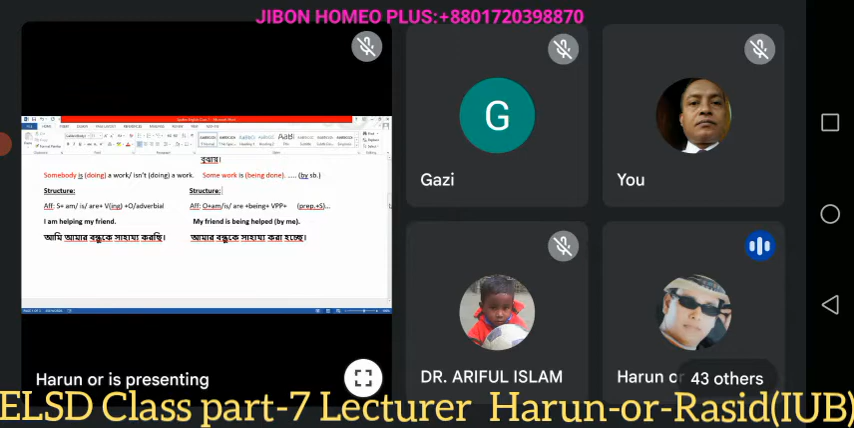 JIBON HOMEO PLUS:+8801720398870
বুঝায়।
Somebody is (doing) a work/ isn't (doing) a work. Some work is (being done). .... (by sb.)
Structure: Structure:
Aff: S+ am/ is/ are+ V(ing) +O/adverbial Aff: O+am/is/ are +being+ VPP+ (prep.+S)...
I am helping my friend. My friend is being helped (by me).
আমি আমার বন্ধুকে সাহায্য করছি। আমার বন্ধুকে সাহায্য করা হচ্ছে।
Harun or is presenting
G
Gazi
You
DR. ARIFUL ISLAM
Harun or
43 others
ELSD Class part-7 Lecturer Harun-or-Rasid(IUB)